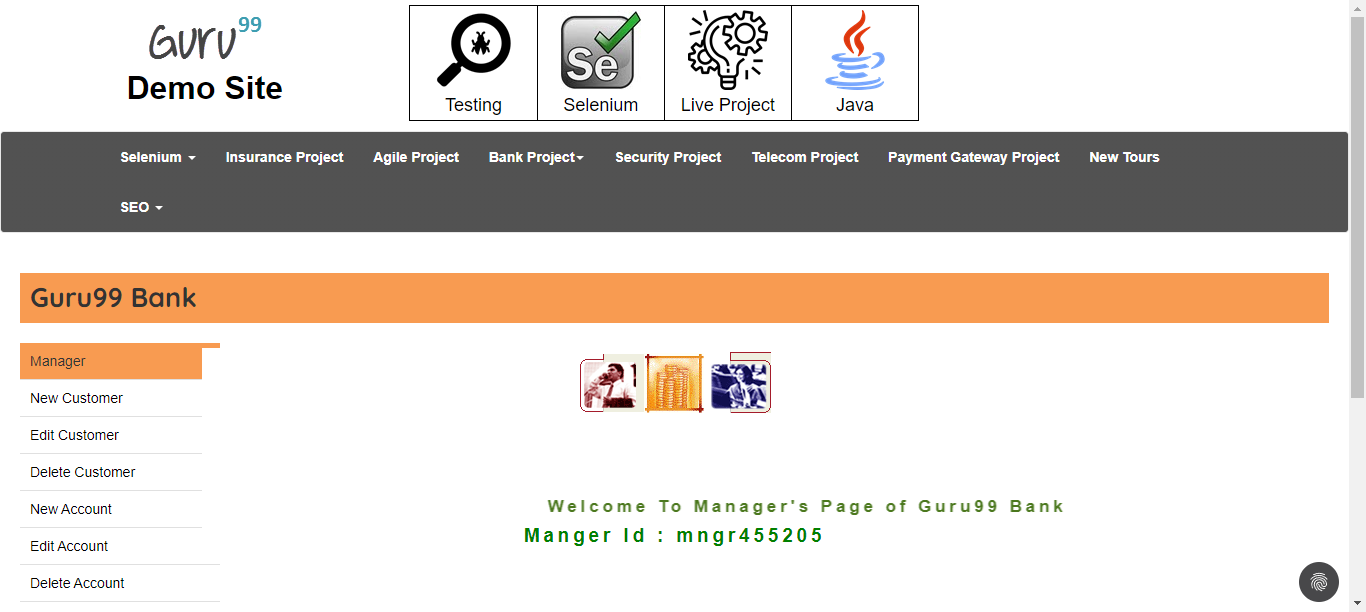 Guru99
Demo Site
Se
Testing
Selenium
Live Project
Java
Selenium
Insurance Project
Agile Project
Bank Project
Security Project
Telecom Project
Payment Gateway Project
New Tours
SEO
Guru99 Bank
Manager
New Customer
Edit Customer
Delete Customer
New Account
Edit Account
Delete Account
Welcome To Manager's Page of Guru99 Bank
Manger Id : mngr455205